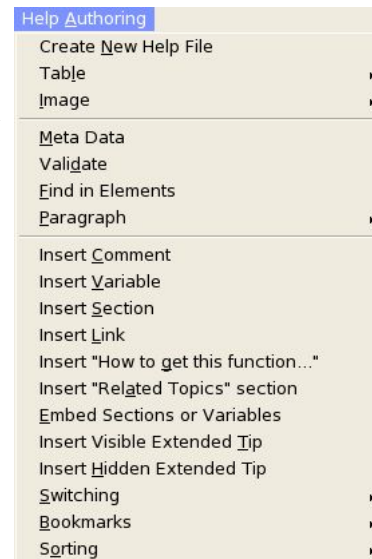 Help Authoring
Create New Help File
Table
Image
Meta Data
Validate
Find in Elements
Paragraph
Insert Comment
Insert Variable
Insert Section
Insert Link
Insert "How to get this function..."
Insert "Related Topics" section
Embed Sections or Variables
Insert Visible Extended Tip
Insert Hidden Extended Tip
Switching
Bookmarks
Sorting